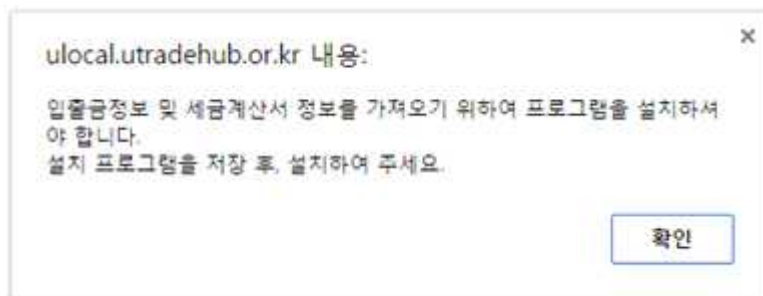 ulocal.utradehub.or.kr 내용:
입출금정보 및 세금계산서 정보를 가져오기 위하여 프로그램을 설치하셔
야 합니다.
설치 프로그램을 저장 후, 설치하여 주세요.
확인